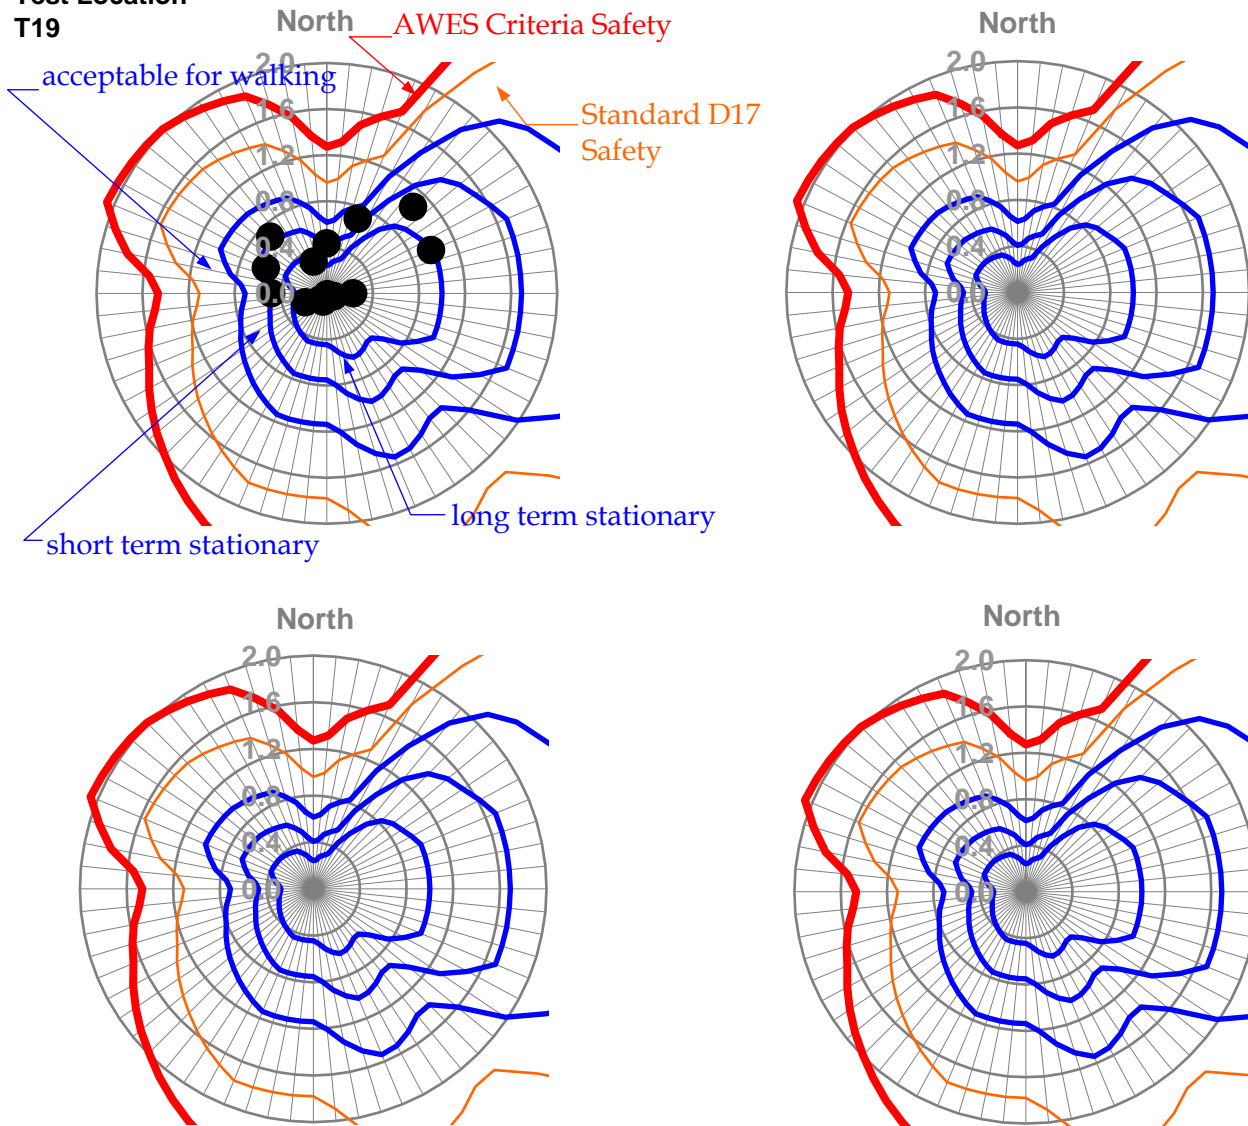 Test Location
T19
North
AWES Criteria Safety
2.0
acceptable for walking
1.6
Standard D17
Safety
1.2
0.8
0.4
0.0
long term stationary
short term stationary
North
2.0
1.6
1.2
0.8
0.4
0.0
North
2.0
1.6
1.2
0.8
0.4
0.0
North
2.0
1.6
1.2
0.8
0.4
0.0